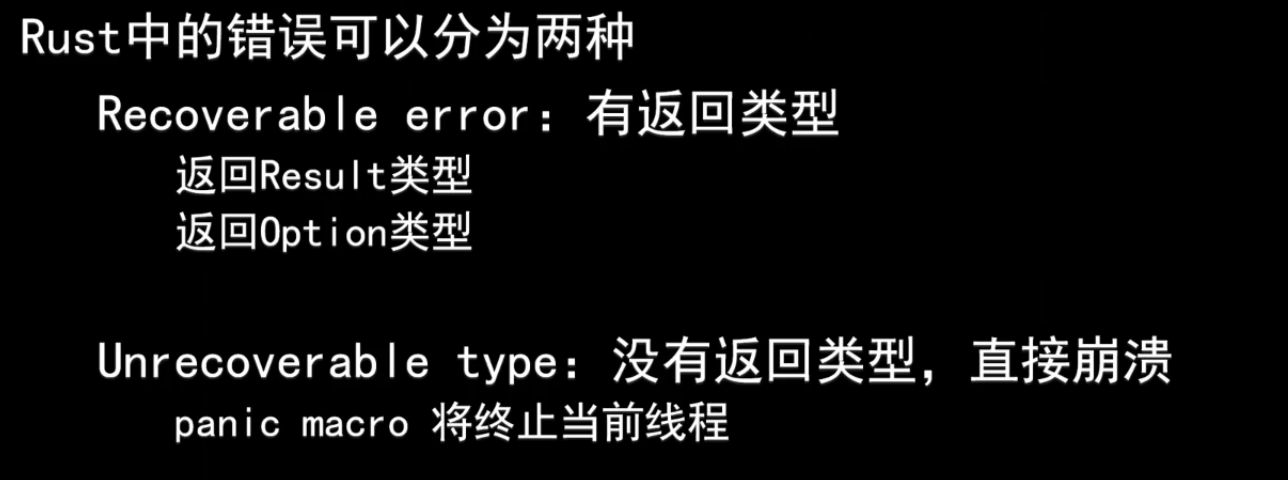 Rust中的错误可以分为两种
Recoverable error：有返回类型
返回Result类型
返回Option类型
Unrecoverable type：没有返回类型，直接崩溃
panic macro 将终止当前线程